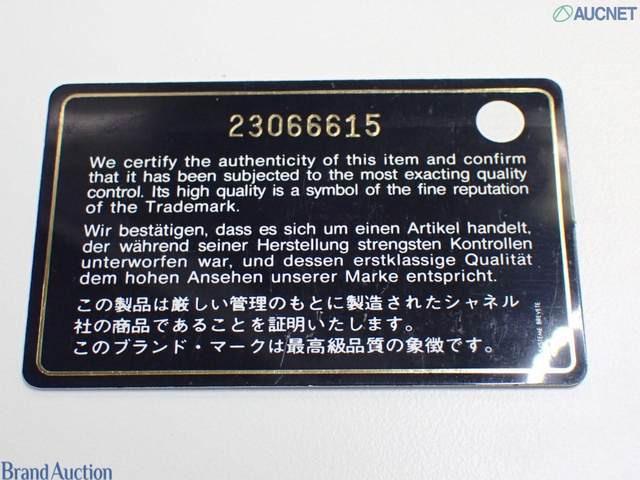 AUCNET
23066615
We certify the authenticity of this item and confirm
that it has been subjected to the most exacting quality
control. Its high quality is a symbol of the fine reputation
of the Trademark.
Wir bestätigen, dass es sich um einen Artikel handelt,
der während seiner Herstellung strengsten Kontrollen
unterworfen war, und dessen erstklassige Qualität
dem hohen Ansehen unserer Marke entspricht.
この製品は厳しい管理のもとに製造されたシャネル
社の商品であることを証明いたします。
このブランド・マークは最高級品質の象徴です。
SYSTEME BREVETE
Brand Auction